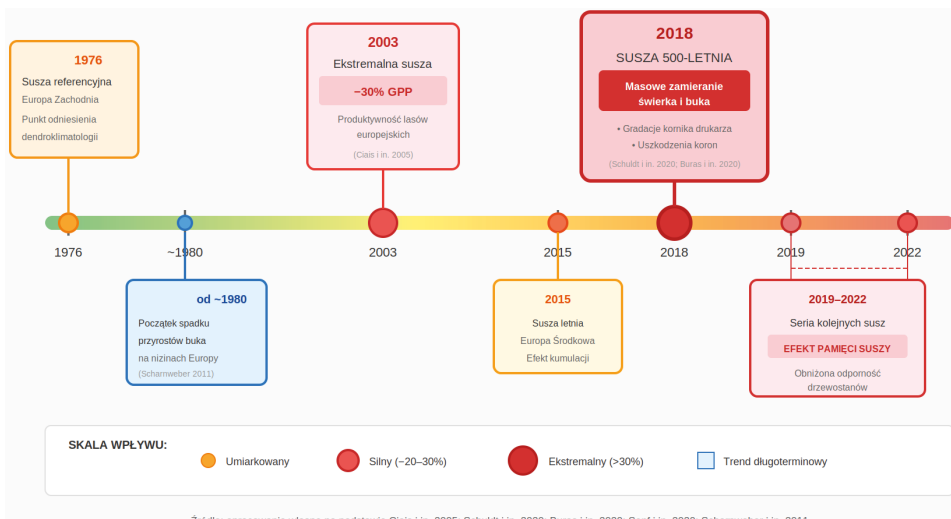 1976
Susza referencyjna
Europa Zachodnia
Punkt odniesienia
dendroklimatologii
2003
Ekstremalna susza
−30% GPP
Produktywność lasów
europejskich
(Ciais i in. 2005)
2018
SUSZA 500-LETNIA
Masowe zamieranie
świerka i buka
• Gradacje kornika drukarza
• Uszkodzenia koron
(Schuldt i in. 2020; Buras i in. 2020)
1976
~1980
2003
2015
2018
2019
2022
od ~1980
Początek spadku
przyrostów buka
na nizinach Europy
(Scharnweber 2011)
2015
Susza letnia
Europa Środkowa
Efekt kumulacji
2019–2022
Seria kolejnych susz
EFEKT PAMIĘCI SUSZY
Obniżona odporność
drzewostanów
SKALA WPŁYWU:
Umiarkowany
Silny (−20–30%)
Ekstremalny (>30%)
Trend długoterminowy